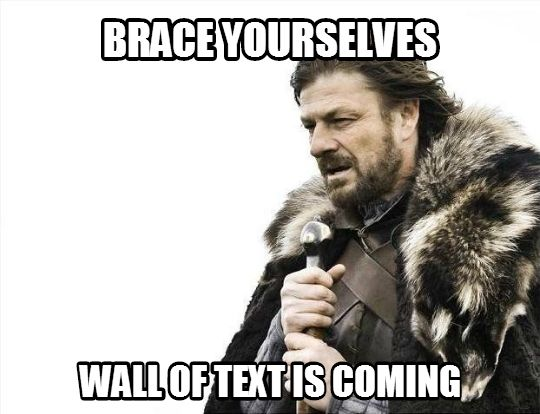 BRACE YOURSELVES
WALL OF TEXT IS COMING